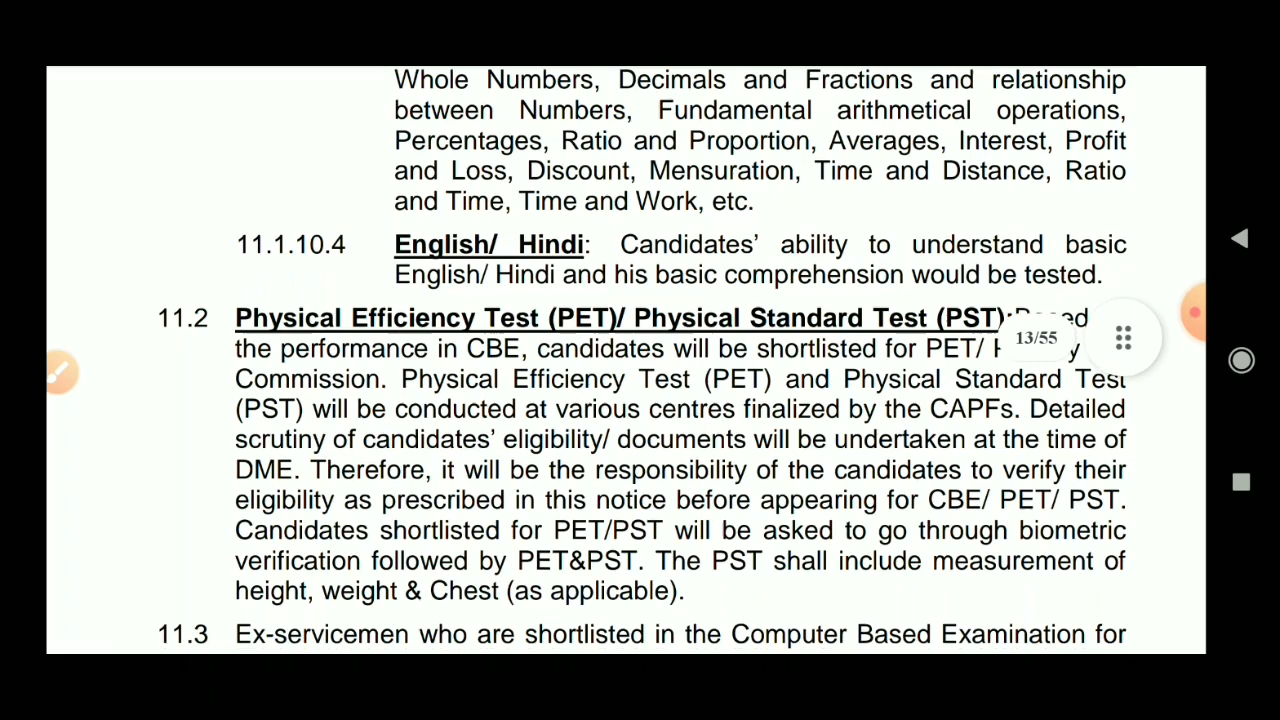 Whole Numbers, Decimals and Fractions and relationship
between Numbers, Fundamental arithmetical operations,
Percentages, Ratio and Proportion, Averages, Interest, Profit
and Loss, Discount, Mensuration, Time and Distance, Ratio
and Time, Time and Work, etc.
11.1.10.4 English/ Hindi: Candidates’ ability to understand basic
English/ Hindi and his basic comprehension would be tested.
11.2 Physical Efficiency Test (PET)/ Physical Standard Test (PST):
the performance in CBE, candidates will be shortlisted for PET/
13/55
Commission. Physical Efficiency Test (PET) and Physical Standard Test
(PST) will be conducted at various centres finalized by the CAPFs. Detailed
scrutiny of candidates’ eligibility/ documents will be undertaken at the time of
DME. Therefore, it will be the responsibility of the candidates to verify their
eligibility as prescribed in this notice before appearing for CBE/ PET/ PST.
Candidates shortlisted for PET/PST will be asked to go through biometric
verification followed by PET&PST. The PST shall include measurement of
height, weight & Chest (as applicable).
11.3 Ex-servicemen who are shortlisted in the Computer Based Examination for